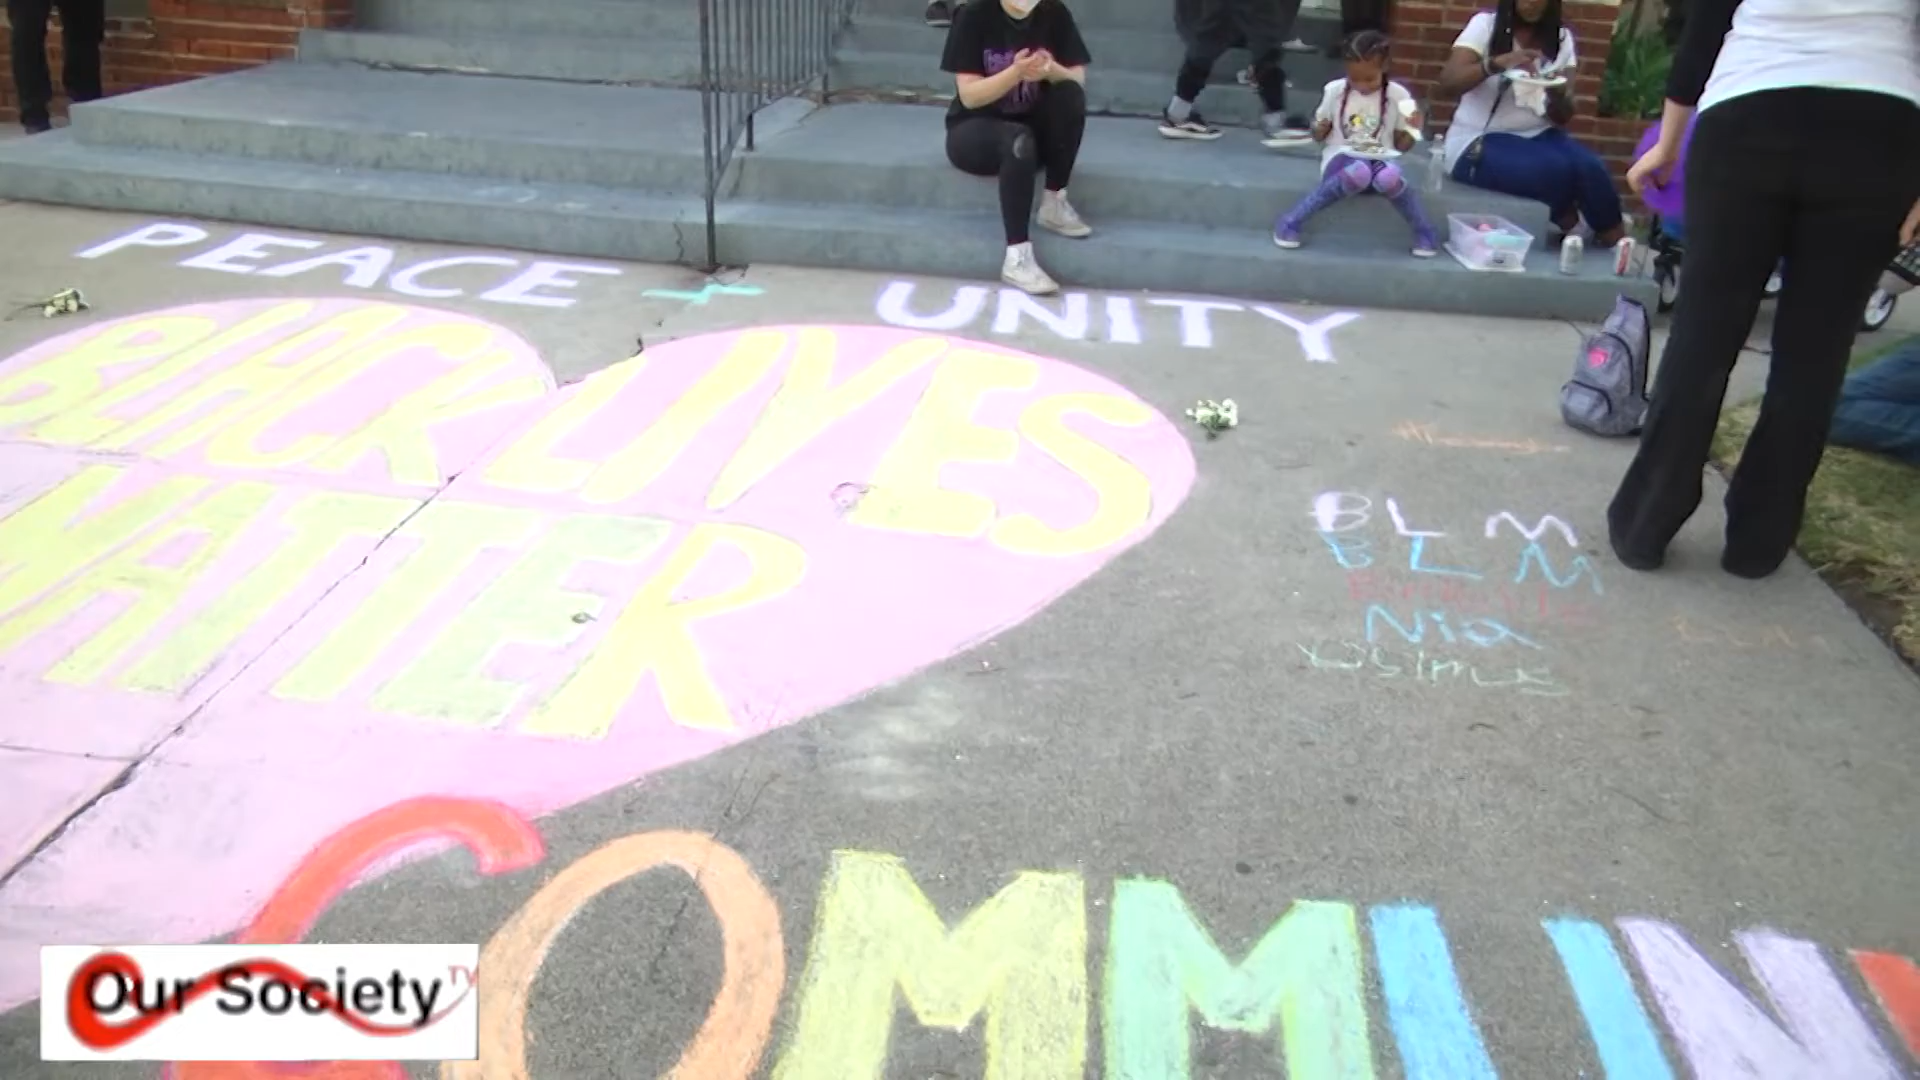 PEACE + UNITY
BLACK LIVES
MATTER
BLM
BLM
Nia
COMMUN
Our Society TV